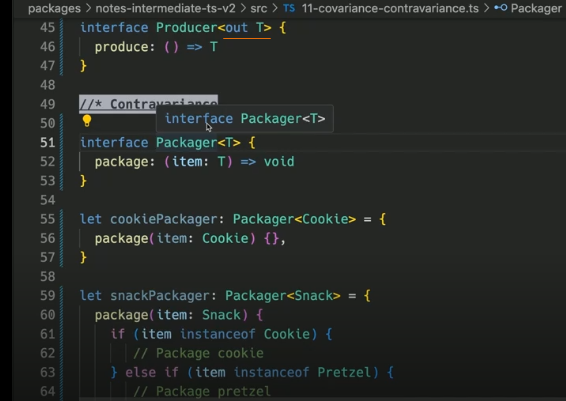 packages > notes-intermediate-ts-v2 > src > TS 11-covariance-contravariance.ts > Packager
45 interface Producer<out T> {
46 produce: () => T
47 }
48
49 //* Contravariance
50 interface Packager<T>
51 interface Packager<T> {
52 package: (item: T) => void
53 }
54
55 let cookiePackager: Packager<Cookie> = {
56 package(item: Cookie) {},
57 }
58
59 let snackPackager: Packager<Snack> = {
60 package(item: Snack) {
61 if (item instanceof Cookie) {
62 // Package cookie
63 } else if (item instanceof Pretzel) {
64 // Package pretzel